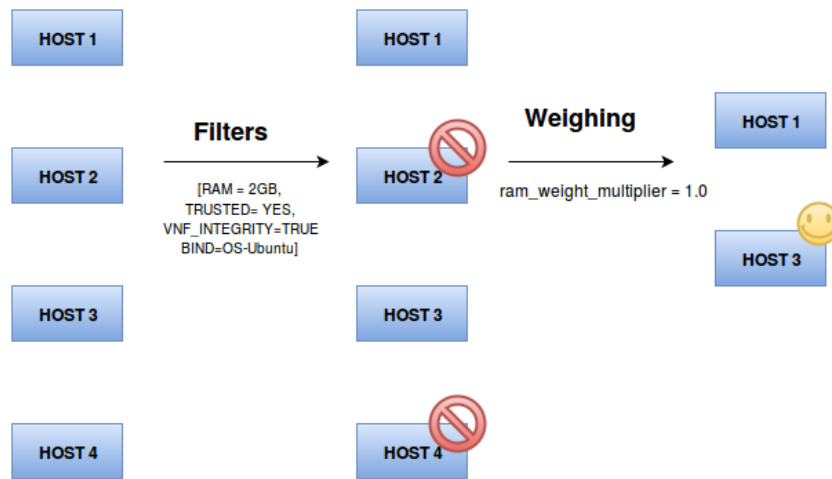 HOST 1
HOST 2
HOST 3
HOST 4
Filters
[RAM = 2GB,
TRUSTED= YES,
VNF_INTEGRITY=TRUE
BIND=OS-Ubuntu]
HOST 1
HOST 2
HOST 3
HOST 4
Weighing
ram_weight_multiplier = 1.0
HOST 1
HOST 3